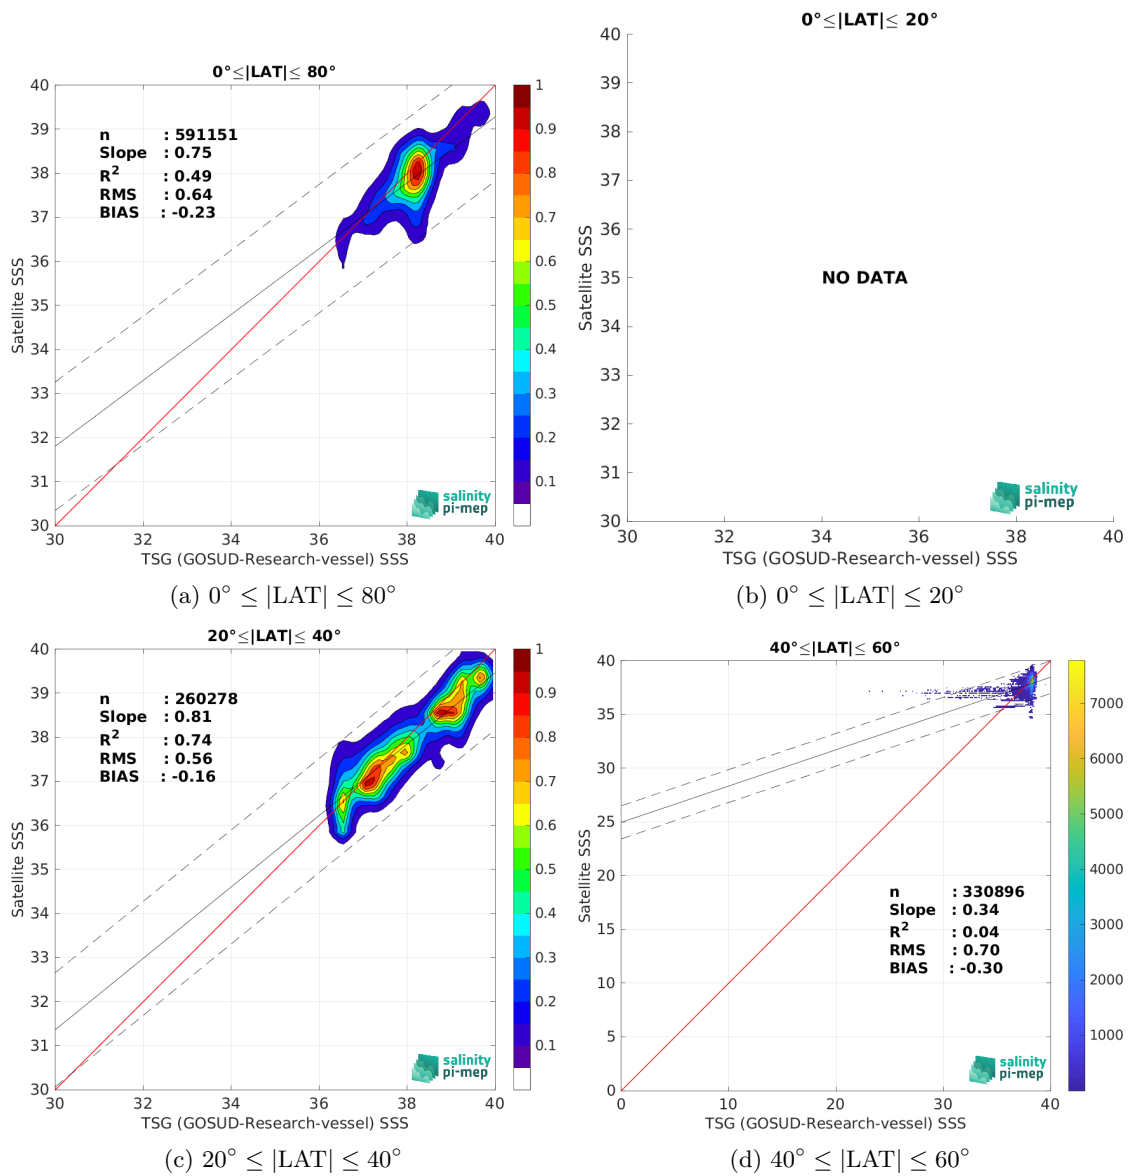 0°≤|LAT|≤ 80°
40
39
38
37
36
35
34
33
32
31
30
Satellite SSS
n : 591151
Slope : 0.75
R² : 0.49
RMS : 0.64
BIAS : -0.23
salinity
pi-mep
30 32 34 36 38 40
TSG (GOSUD-Research-vessel) SSS
1
0.9
0.8
0.7
0.6
0.5
0.4
0.3
0.2
0.1
(a) 0° ≤ |LAT| ≤ 80°
0°≤|LAT|≤ 20°
40
39
38
37
36
35
34
33
32
31
30
Satellite SSS
NO DATA
salinity
pi-mep
30 32 34 36 38 40
TSG (GOSUD-Research-vessel) SSS
(b) 0° ≤ |LAT| ≤ 20°
20°≤|LAT|≤ 40°
40
39
38
37
36
35
34
33
32
31
30
Satellite SSS
n : 260278
Slope : 0.81
R² : 0.74
RMS : 0.56
BIAS : -0.16
salinity
pi-mep
30 32 34 36 38 40
TSG (GOSUD-Research-vessel) SSS
1
0.9
0.8
0.7
0.6
0.5
0.4
0.3
0.2
0.1
(c) 20° ≤ |LAT| ≤ 40°
40°≤|LAT|≤ 60°
40
35
30
25
20
15
10
5
0
Satellite SSS
n : 330896
Slope : 0.34
R² : 0.04
RMS : 0.70
BIAS : -0.30
salinity
pi-mep
0 10 20 30 40
TSG (GOSUD-Research-vessel) SSS
7000
6000
5000
4000
3000
2000
1000
(d) 40° ≤ |LAT| ≤ 60°